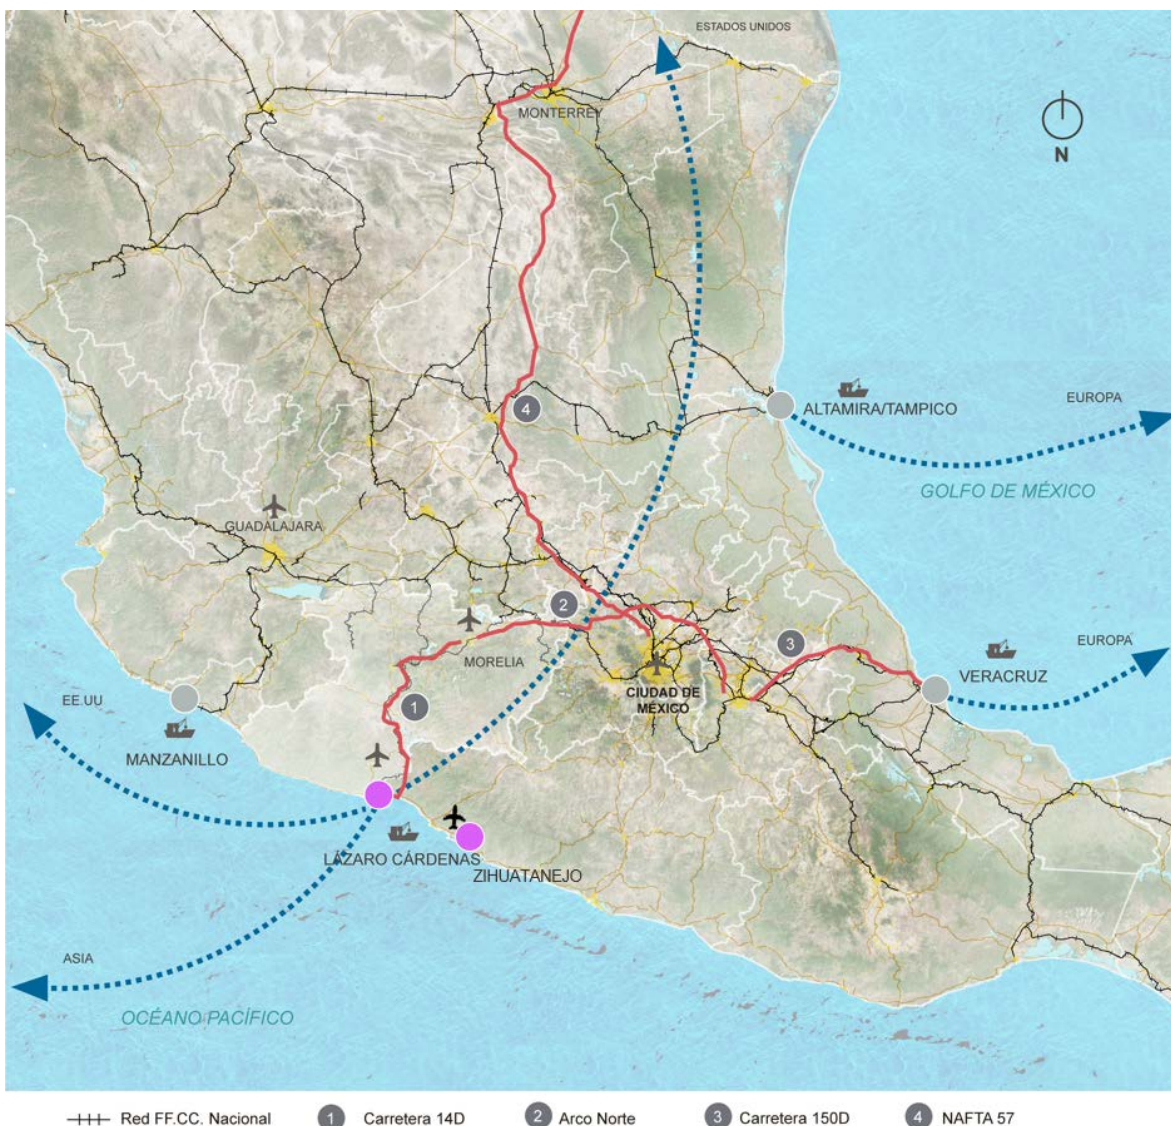 ESTADOS UNIDOS
MONTERREY
N
4
ALTAMIRA/TAMPICO
EUROPA
GOLFO DE MÉXICO
GUADALAJARA
2
3
MORELIA
EUROPA
VERACRUZ
CIUDAD DE
MÉXICO
EE.UU
1
MANZANILLO
LÁZARO CÁRDENAS
ZIHUATANEJO
ASIA
OCÉANO PACÍFICO
Red FF.CC. Nacional 1 Carretera 14D 2 Arco Norte 3 Carretera 150D 4 NAFTA 57